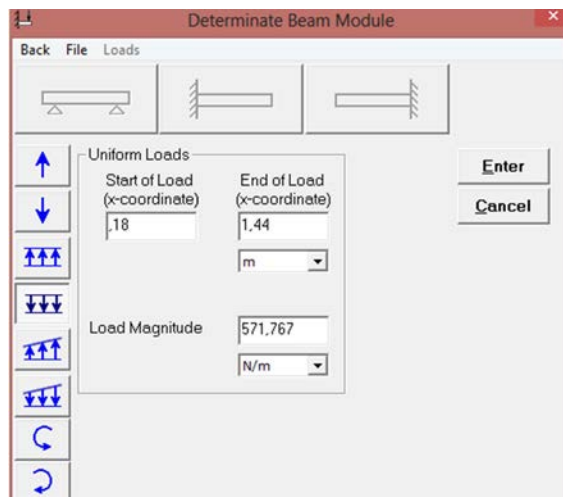 Determinate Beam Module
Back File Loads
Uniform Loads
Start of Load
(x-coordinate)
End of Load
(x-coordinate)
,18
1,44
m
Load Magnitude
571,767
N/m
Enter
Cancel